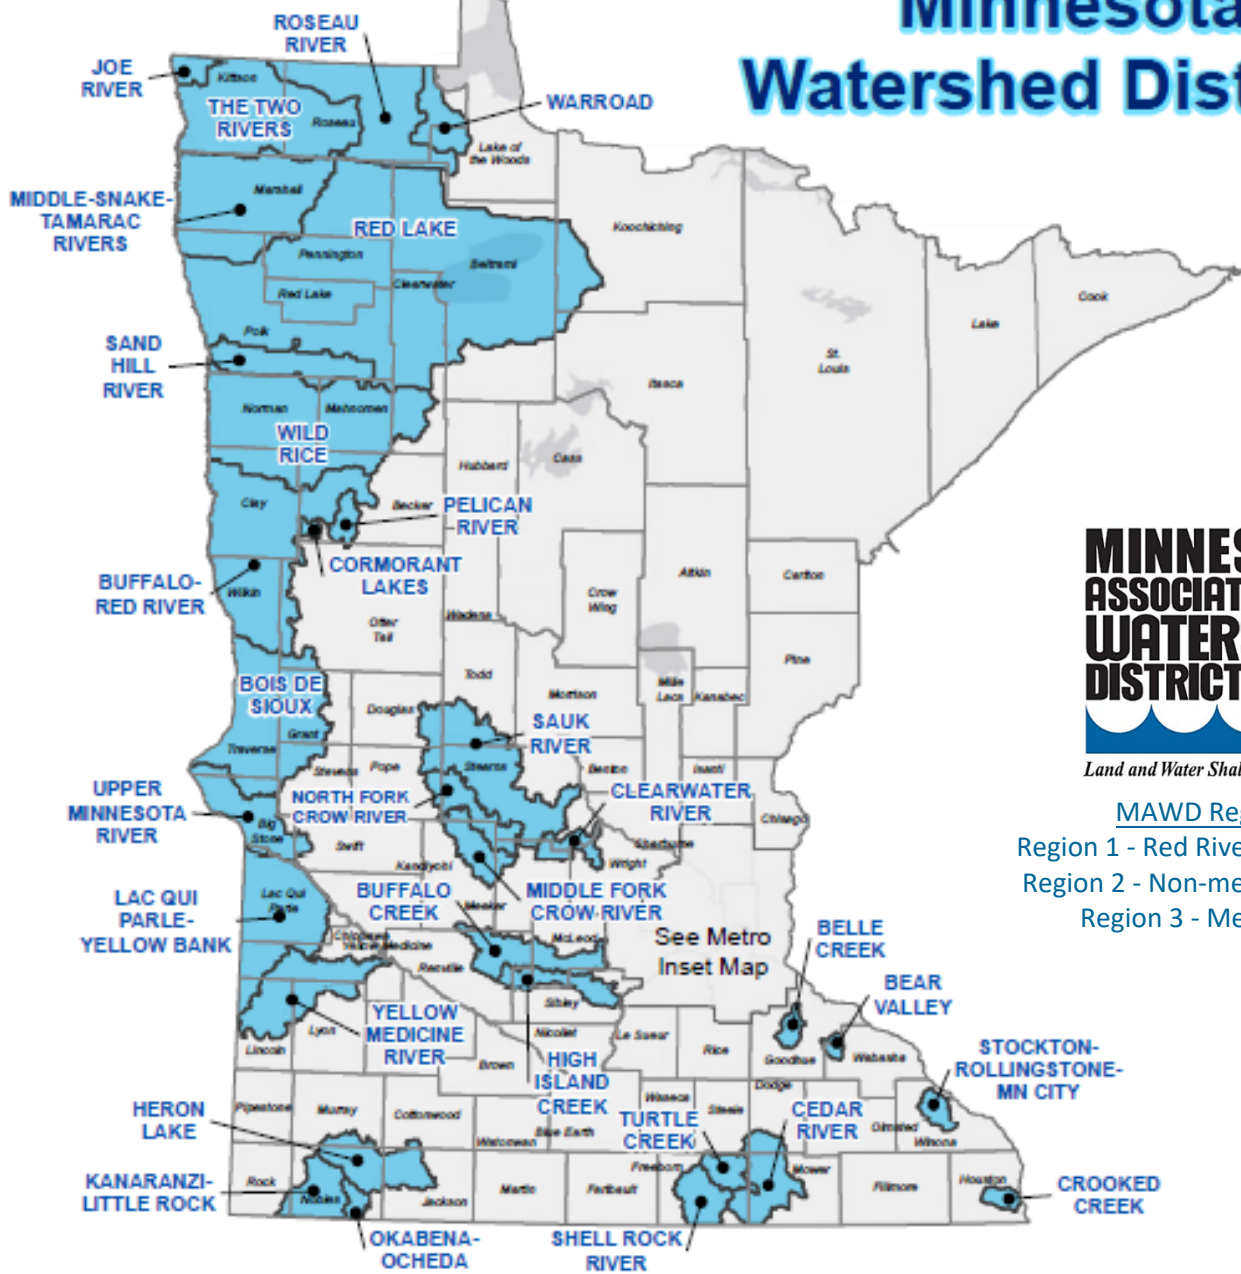 Minnesota
Watershed Dist
ROSEAU
RIVER
JOE
RIVER
Kittson
THE TWO
RIVERS
Roseau
WARROAD
Lake of
the Woods
MIDDLE-SNAKE-
TAMARAC
RIVERS
Marshall
RED LAKE
Koochiching
Pennington
Beltrami
Clearwater
Red Lake
Cook
Lake
Polk
SAND
HILL
RIVER
St.
Louis
Itasca
Norman
Mahnomen
WILD
RICE
Hubbard
Cass
Clay
Becker
PELICAN
RIVER
CORMORANT
LAKES
BUFFALO-
RED RIVER
Wilkin
Aitkin
Carlton
Crow
Wing
Otter
Tail
Wadena
Pine
Todd
Mille
Lacs
Kanabec
Morrison
BOIS DE
SIOUX
Douglas
Grant
Traverse
SAUK
RIVER
Stearns
Stevens
Pope
Benton
Isanti
UPPER
MINNESOTA
RIVER
NORTH FORK
CROW RIVER
CLEARWATER
RIVER
Big
Stone
Chisago
Swift
Sherburne
Wright
Kandiyohi
LAC QUI
PARLE-
YELLOW BANK
Lac Qui
Parle
BUFFALO
CREEK
MIDDLE FORK
CROW RIVER
Meeker
Chippewa
Yellow Medicine
McLeod
Renville
See Metro
Inset Map
BELLE
CREEK
BEAR
VALLEY
Sibley
YELLOW
MEDICINE
RIVER
Lyon
Lincoln
Nicollet
Le Sueur
Rice
Goodhue
Wabasha
Brown
HIGH
ISLAND
CREEK
STOCKTON-
ROLLINGSTONE-
MN CITY
Pipestone
Murray
Cottonwood
Waseca
Steele
Dodge
Olmsted
Winona
HERON
LAKE
TURTLE
CREEK
CEDAR
RIVER
Watonwan
Blue Earth
KANARANZI-
LITTLE ROCK
Rock
Nobles
Jackson
Martin
Faribault
Freeborn
Mower
Fillmore
Houston
CROOKED
CREEK
OKABENA-
OCHEDA
SHELL ROCK
RIVER
MINNES
ASSOCIAT
WATER
DISTRICT
Land and Water Shal
MAWD Reg
Region 1 - Red Rive
Region 2 - Non-me
Region 3 - Me